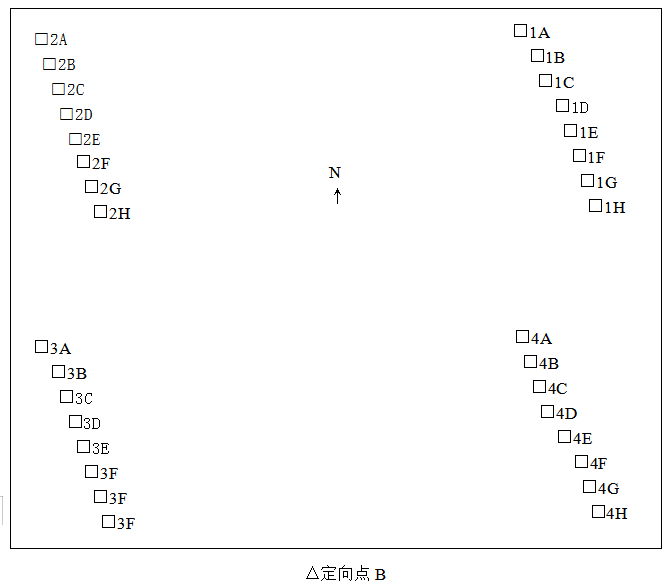 □2A
□2B
□2C
□2D
□2E
□2F
□2G
□2H
□1A
□1B
□1C
□1D
□1E
□1F
□1G
□1H
N
↑
□3A
□3B
□3C
□3D
□3E
□3F
□3F
□3F
□4A
□4B
□4C
□4D
□4E
□4F
□4G
□4H
△定向点 B